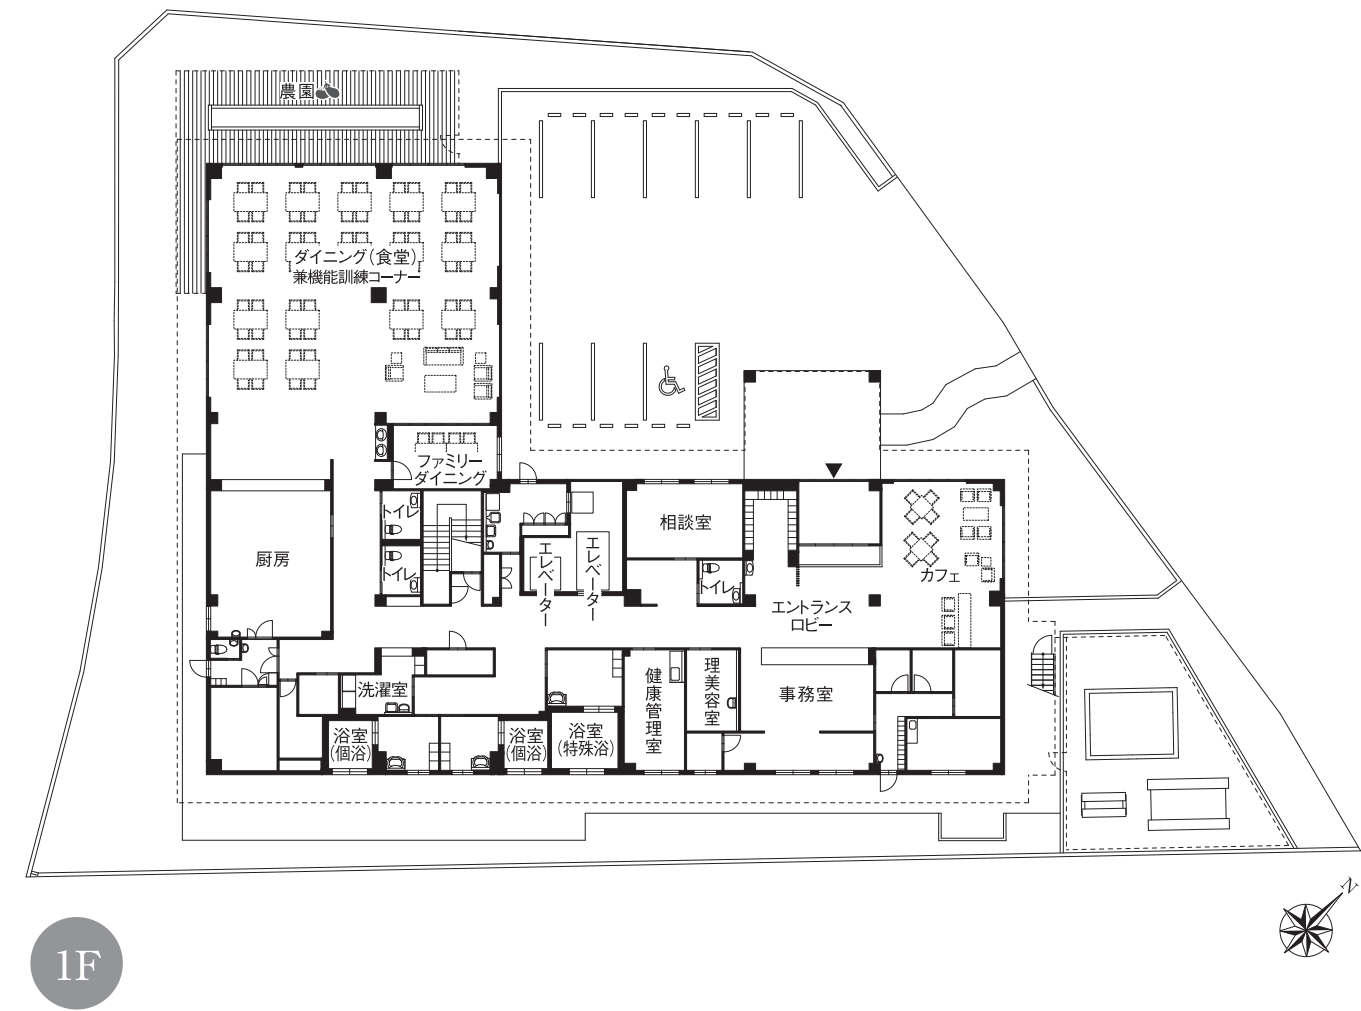 農園
ダイニング(食堂)
兼機能訓練コーナー
ファミリー
ダイニング
トイレ
トイレ
厨房
エレベーター
エレベーター
相談室
トイレ
カフェ
エントランス
ロビー
洗濯室
浴室
(個浴)
浴室
(個浴)
浴室
(特殊浴)
健康管理室
理美容室
事務室
N
1F